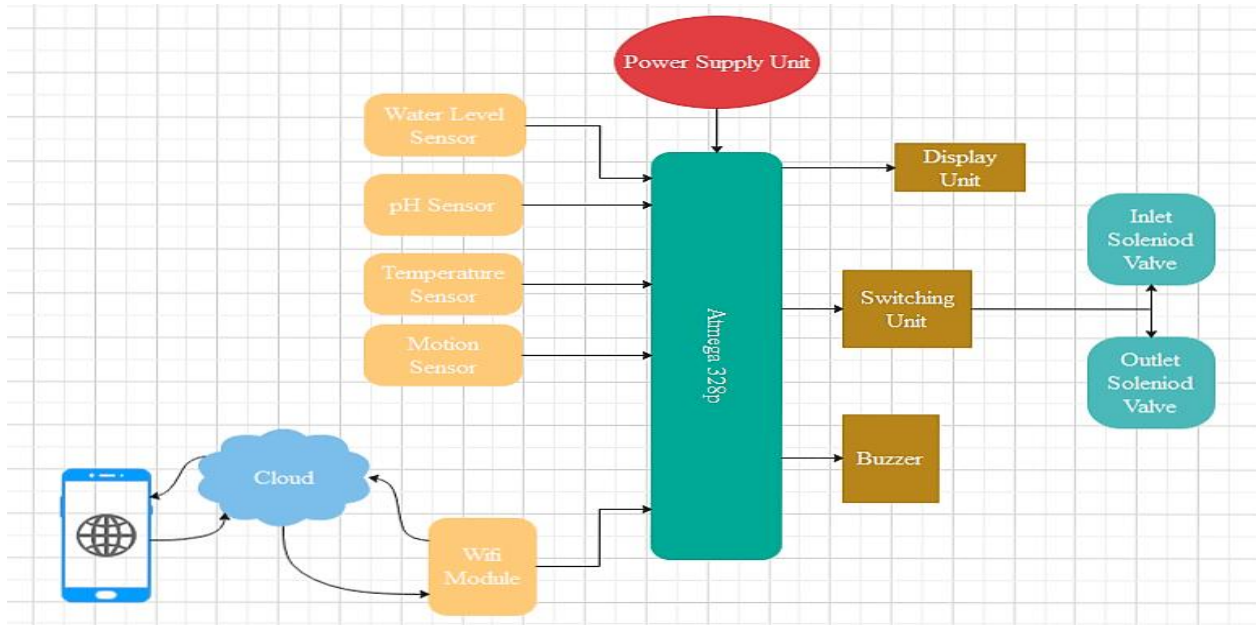 Power Supply Unit
Water Level
Sensor
pH Sensor
Temperature
Sensor
Motion
Sensor
Cloud
Wifi
Module
Atmega 328p
Display
Unit
Switching
Unit
Buzzer
Inlet
Soleniod
Valve
Outlet
Soleniod
Valve